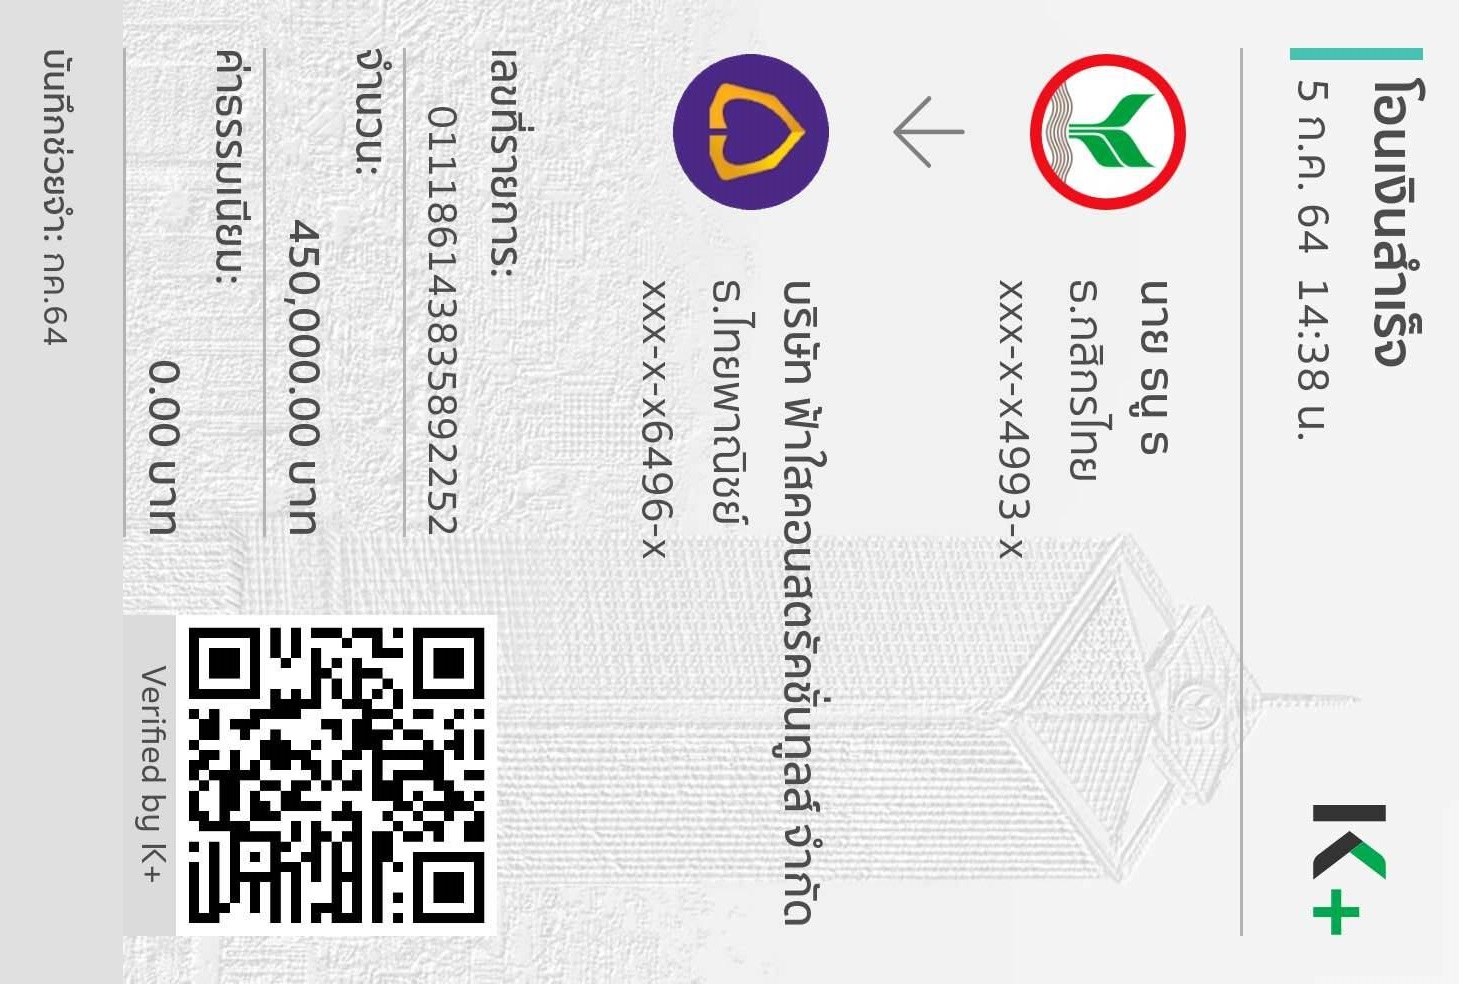 โอนเงินสำเร็จ
5 ก.ค. 64 14:38 น.
K+
นาย ธนู ธ
ธ.กสิกรไทย
xxx-x-x4993-x
บริษัท ฟ้าใสคอนสตรัคชั่นทูลส์ จำกัด
ธ.ไทยพาณิชย์
xxx-x-x6496-x
เลขที่รายการ:
011186143835892252
จำนวน:
450,000.00 บาท
ค่าธรรมเนียม:
0.00 บาท
Verified by K+
บันทึกช่วยจำ: กค.64